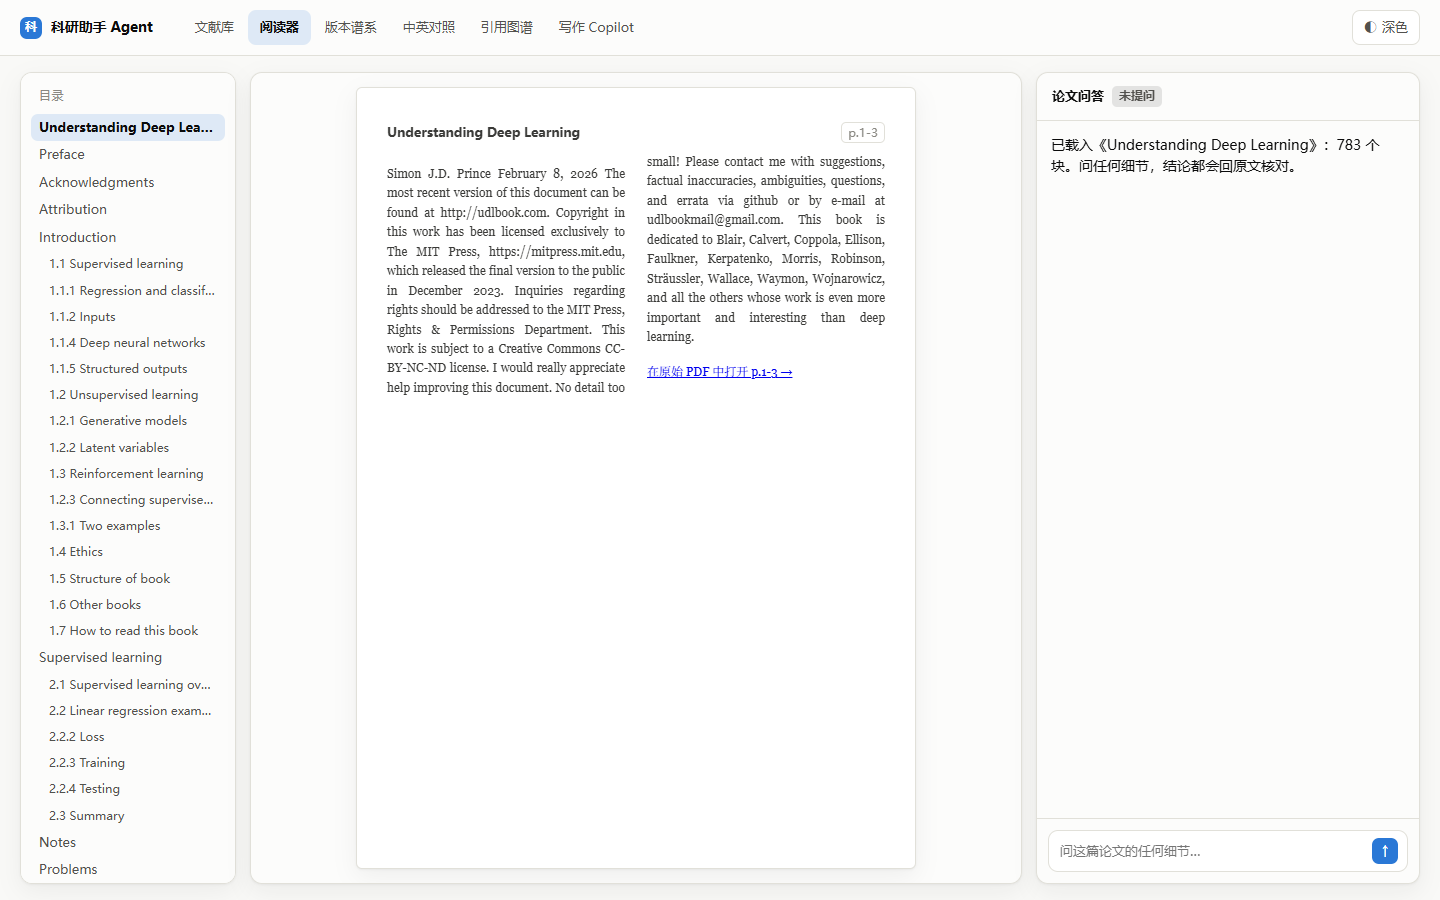 科 科研助手 Agent 文献库 阅读器 版本谱系 中英对照 引用图谱 写作 Copilot 深色
目录
Understanding Deep Lea...
Preface
Acknowledgments
Attribution
Introduction
1.1 Supervised learning
1.1.1 Regression and classif...
1.1.2 Inputs
1.1.4 Deep neural networks
1.1.5 Structured outputs
1.2 Unsupervised learning
1.2.1 Generative models
1.2.2 Latent variables
1.3 Reinforcement learning
1.2.3 Connecting supervise...
1.3.1 Two examples
1.4 Ethics
1.5 Structure of book
1.6 Other books
1.7 How to read this book
Supervised learning
2.1 Supervised learning ov...
2.2 Linear regression exam...
2.2.2 Loss
2.2.3 Training
2.2.4 Testing
2.3 Summary
Notes
Problems
Understanding Deep Learning
p.1-3
Simon J.D. Prince February 8, 2026 The
most recent version of this document can be
found at http://udlbook.com. Copyright in
this work has been licensed exclusively to
The MIT Press, https://mitpress.mit.edu,
which released the final version to the public
in December 2023. Inquiries regarding
rights should be addressed to the MIT Press,
Rights & Permissions Department. This
work is subject to a Creative Commons CC-
BY-NC-ND license. I would really appreciate
help improving this document. No detail too
small! Please contact me with suggestions,
factual inaccuracies, ambiguities, questions,
and errata via github or by e-mail at
udlbookmail@gmail.com. This book is
dedicated to Blair, Calvert, Coppola, Ellison,
Faulkner, Kerpatenko, Morris, Robinson,
Sträussler, Wallace, Waymon, Wojnarowicz,
and all the others whose work is even more
important and interesting than deep
learning.
在原始 PDF 中打开 p.1-3 →
论文问答 未提问
已载入《Understanding Deep Learning》：783 个
块。问任何细节，结论都会回原文核对。
问这篇论文的任何细节...